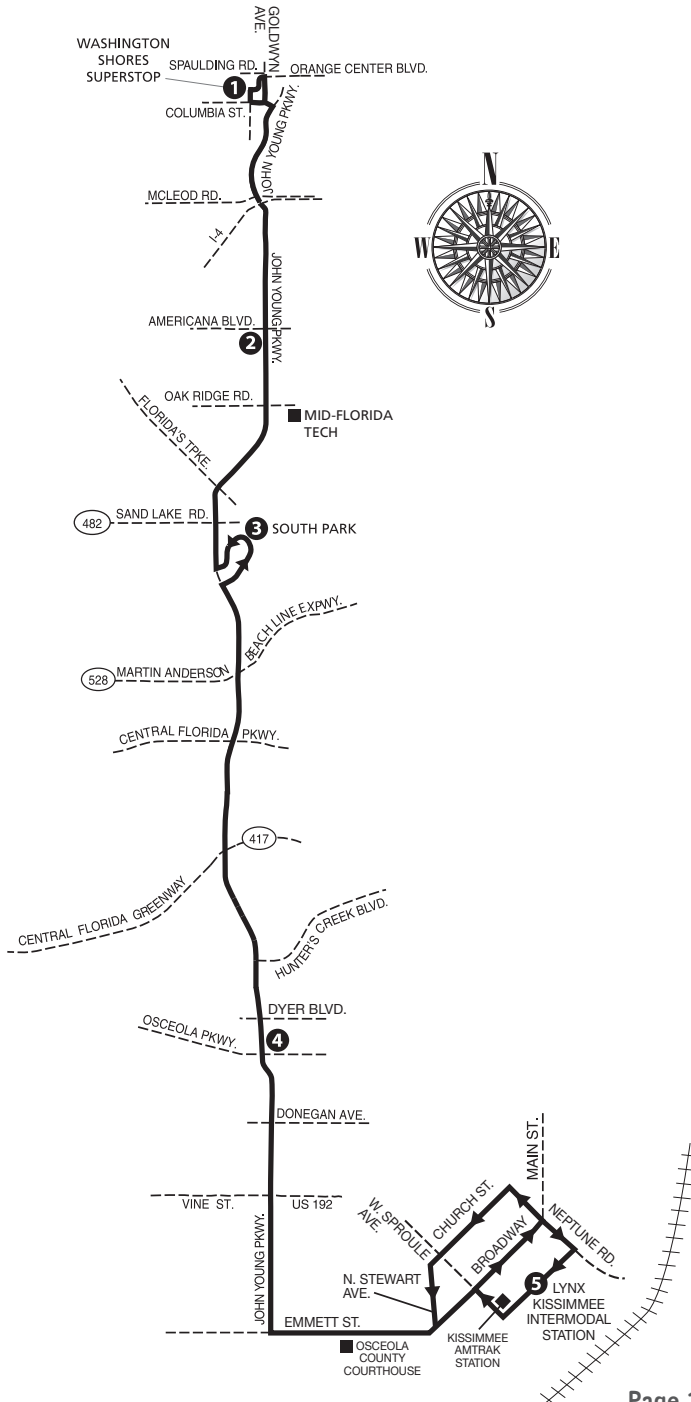 GOLDWYN
AVE.
WASHINGTON
SHORES
SUPERSTOP
SPAULDING RD.
ORANGE CENTER BLVD.
1
COLUMBIA ST.
JOHN YOUNG PKWY.
N
W
E
S
MCLEOD RD.
I-4
JOHN YOUNG PKWY.
AMERICANA BLVD.
2
OAK RIDGE RD.
MID-FLORIDA
TECH
FLORIDA'S TPKE.
482
SAND LAKE RD.
3
SOUTH PARK
BEACH LINE EXPWY.
528
MARTIN ANDERSON
CENTRAL FLORIDA PKWY.
417
CENTRAL FLORIDA GREENWAY
HUNTER'S CREEK BLVD.
DYER BLVD.
OSCEOLA PKWY.
4
DONEGAN AVE.
MAIN ST.
VINE ST.
US 192
W. SPROULE
AVE.
CHURCH ST.
BROADWAY
NEPTUNE RD.
JOHN YOUNG PKWY.
N. STEWART
AVE.
5
LYNX
KISSIMMEE
INTERMODAL
STATION
EMMETT ST.
KISSIMMEE
AMTRAK
STATION
OSCEOLA
COUNTY
COURTHOUSE
Page